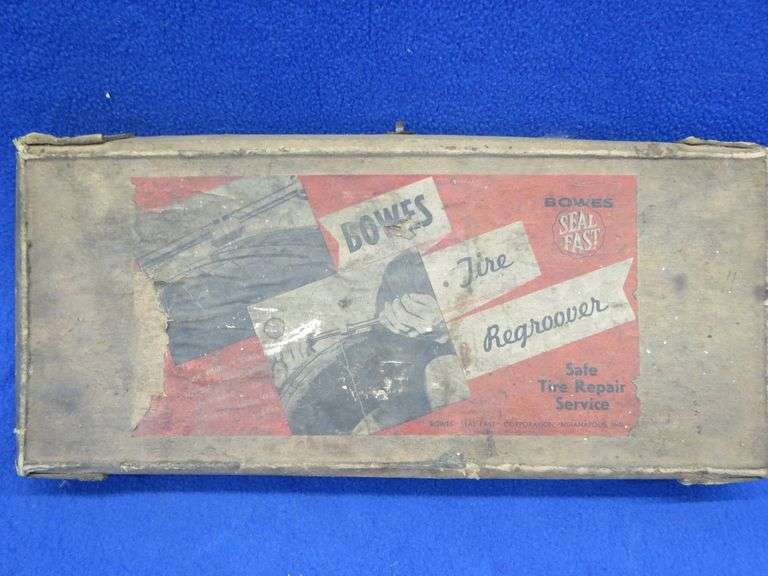 BOWES
Tire
Regroover
BOWES
SEAL
FAST
Safe
Tire Repair
Service
BOWES SEAL FAST CORPORATION INDIANAPOLIS, IND.